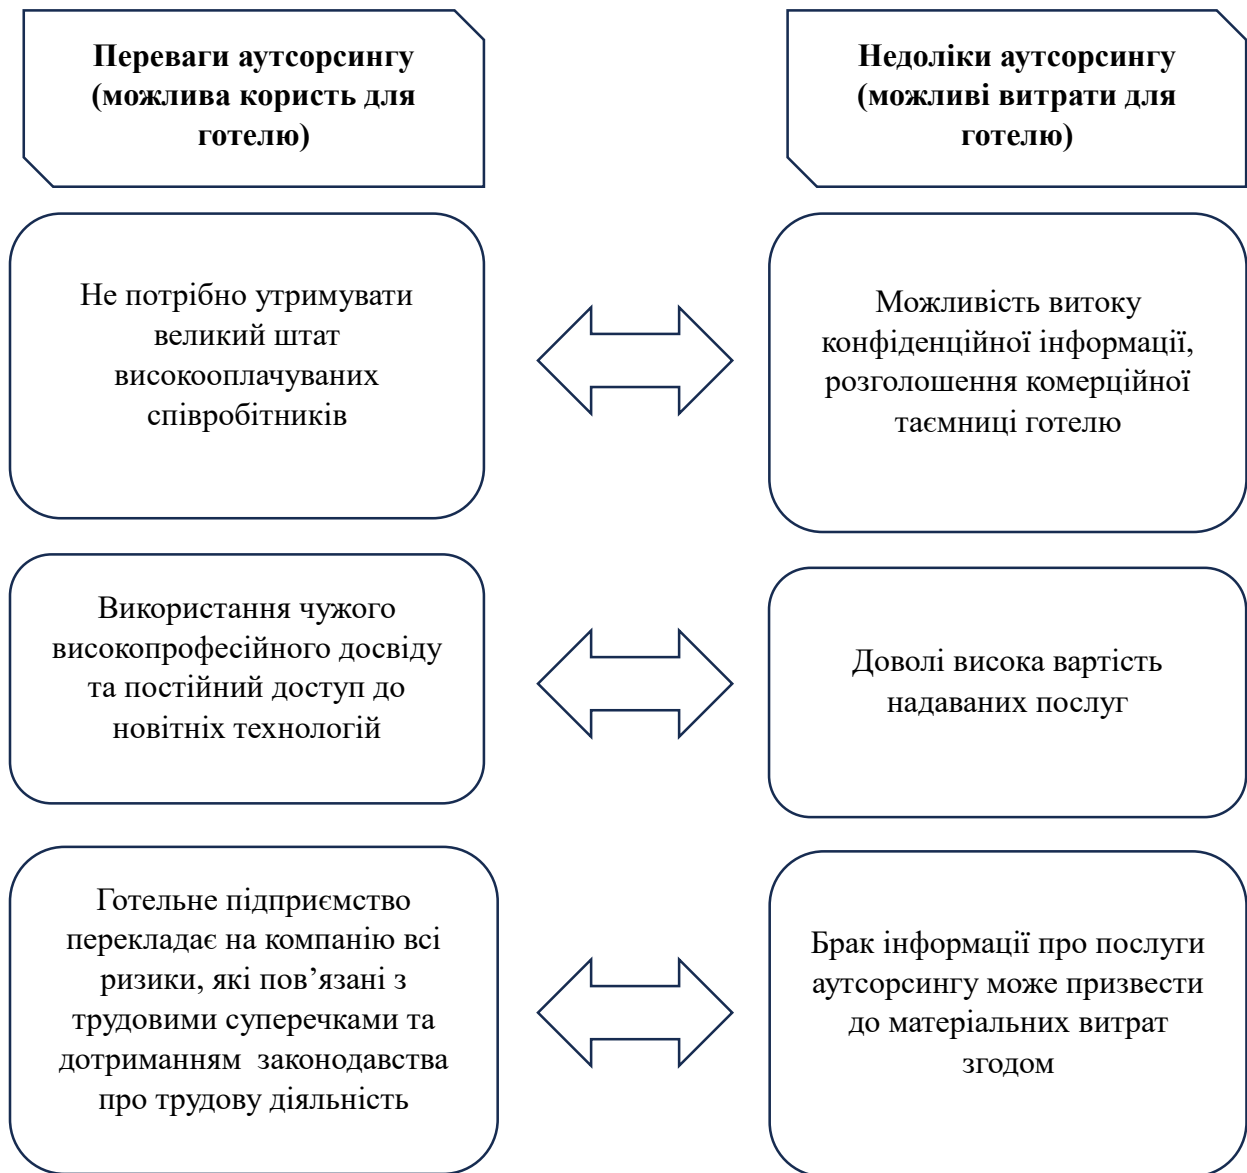 Переваги аутсорсингу
(можлива користь для
готелю)
Недоліки аутсорсингу
(можливі витрати для
готелю)
Не потрібно утримувати
великий штат
високооплачуваних
співробітників
Можливість витоку
конфіденційної інформації,
розголошення комерційної
таємниці готелю
Використання чужого
високопрофесійного досвіду
та постійний доступ до
новітніх технологій
Доволі висока вартість
надаваних послуг
Готельне підприємство
перекладає на компанію всі
ризики, які пов’язані з
трудовими суперечками та
дотриманням  законодавства
про трудову діяльність
Брак інформації про послуги
аутсорсингу може призвести
до матеріальних витрат
згодом